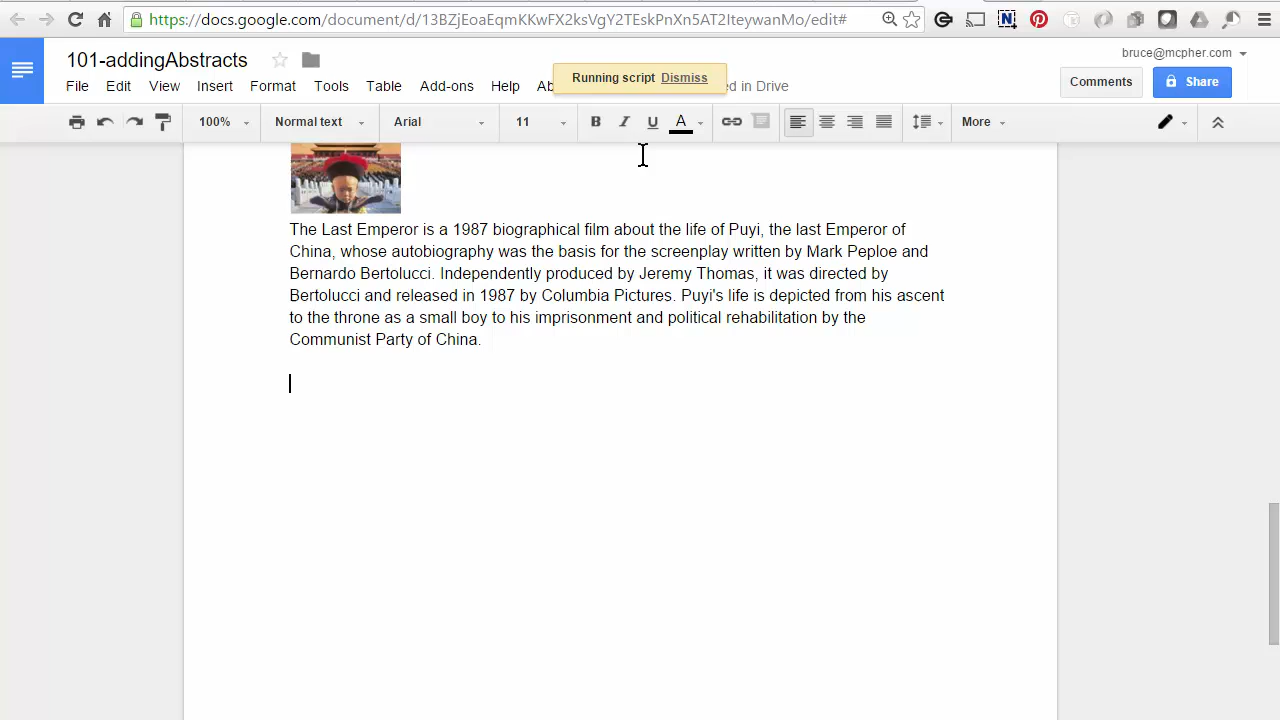 https://docs.google.com/document/d/13BZjEoaEqmKKwFX2ksVgY2TEskPnXn5AT2IteywanMo/edit#
101-addingAbstracts
bruce@mcpher.com
File Edit View Insert Format Tools Table Add-ons Help Ab
Running script Dismiss
ed in Drive
Comments
Share
100% Normal text Arial 11 B I U A More
The Last Emperor is a 1987 biographical film about the life of Puyi, the last Emperor of
China, whose autobiography was the basis for the screenplay written by Mark Peploe and
Bernardo Bertolucci. Independently produced by Jeremy Thomas, it was directed by
Bertolucci and released in 1987 by Columbia Pictures. Puyi's life is depicted from his ascent
to the throne as a small boy to his imprisonment and political rehabilitation by the
Communist Party of China.